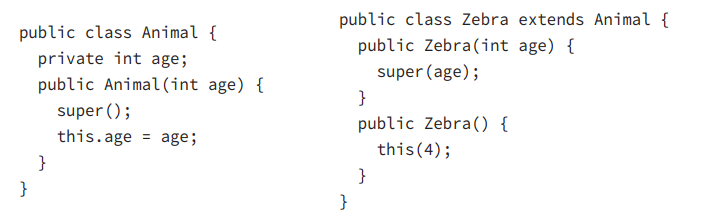 public class Animal {
  private int age;
  public Animal(int age) {
    super();
    this.age = age;
  }
}
public class Zebra extends Animal {
  public Zebra(int age) {
    super(age);
  }
  public Zebra() {
    this(4);
  }
}